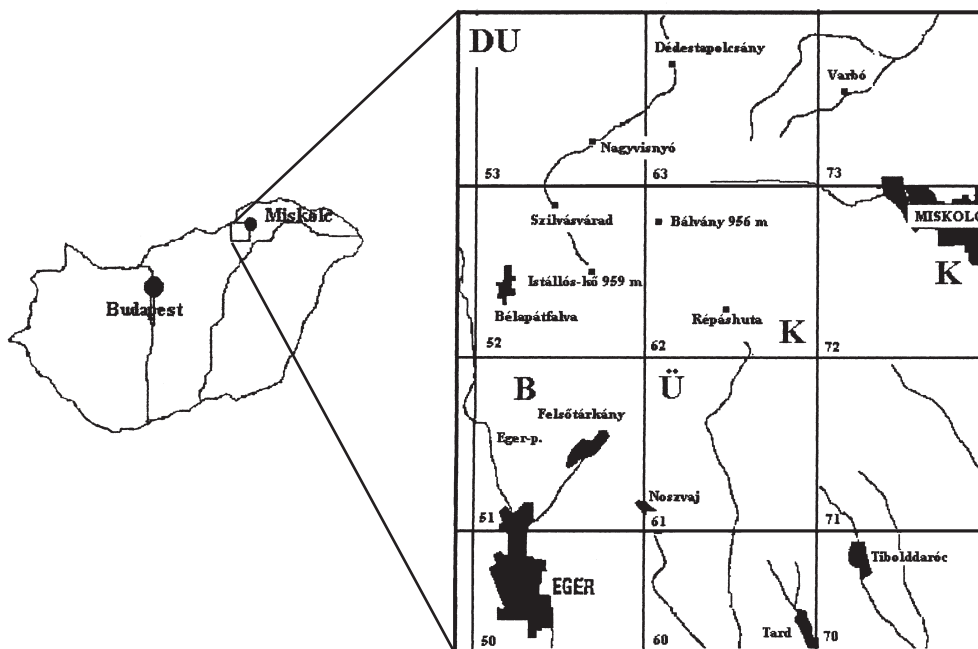 Miskolc
Budapest
DU
Dédestapolcsány
Varbó
Nagyvisnyó
53
63
73
Szilvásvárad
Bálvány 956 m
MISKOLC
K
Istállós-kő 959 m
Bélapátfalva
Répáshuta
K
52
62
72
B
Ü
Felsőtárkány
Eger-p.
Noszvaj
51
61
71
Tibolddaróc
EGER
Tard
50
60
70